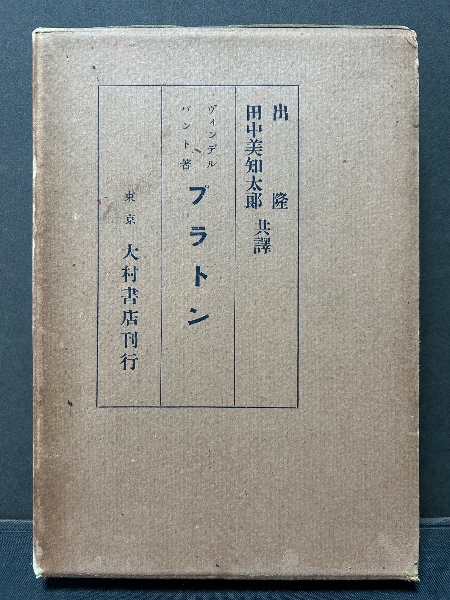 出隆
田中美知太郎
共譯
ヴィンデル
バント著
プラトン
東京 大村書店刊行